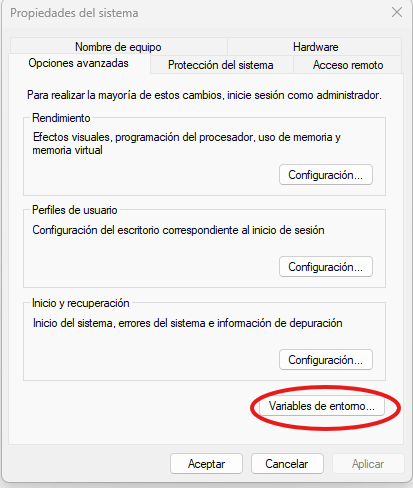 Propiedades del sistema
Nombre de equipo
Hardware
Opciones avanzadas
Protección del sistema
Acceso remoto
Para realizar la mayoría de estos cambios, inicie sesión como administrador.
Rendimiento
Efectos visuales, programación del procesador, uso de memoria y
memoria virtual
Configuración...
Perfiles de usuario
Configuración del escritorio correspondiente al inicio de sesión
Configuración...
Inicio y recuperación
Inicio del sistema, errores del sistema e información de depuración
Configuración...
Variables de entorno...
Aceptar
Cancelar
Aplicar